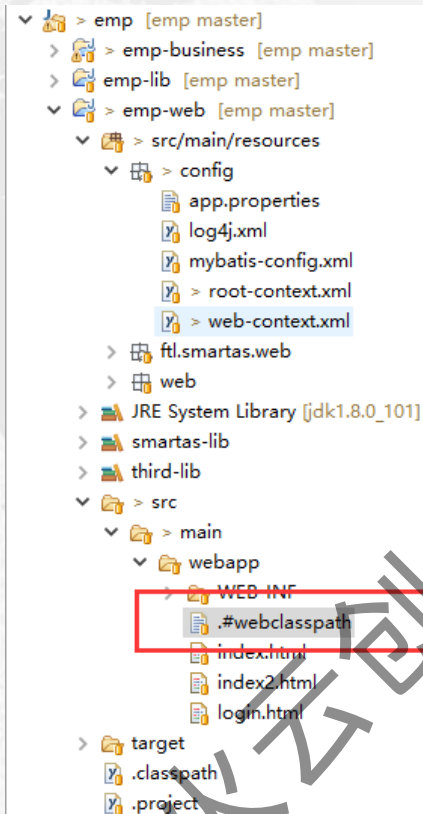 > emp [emp master]
> emp-business [emp master]
emp-lib [emp master]
> emp-web [emp master]
> src/main/resources
> config
app.properties
log4j.xml
mybatis-config.xml
> root-context.xml
> web-context.xml
ftl.smartas.web
web
JRE System Library [jdk1.8.0_101]
smartas-lib
third-lib
> src
> main
webapp
WEB-INF
.#webclasspath
index.html
index2.html
login.html
target
.classpath
.project
火云创